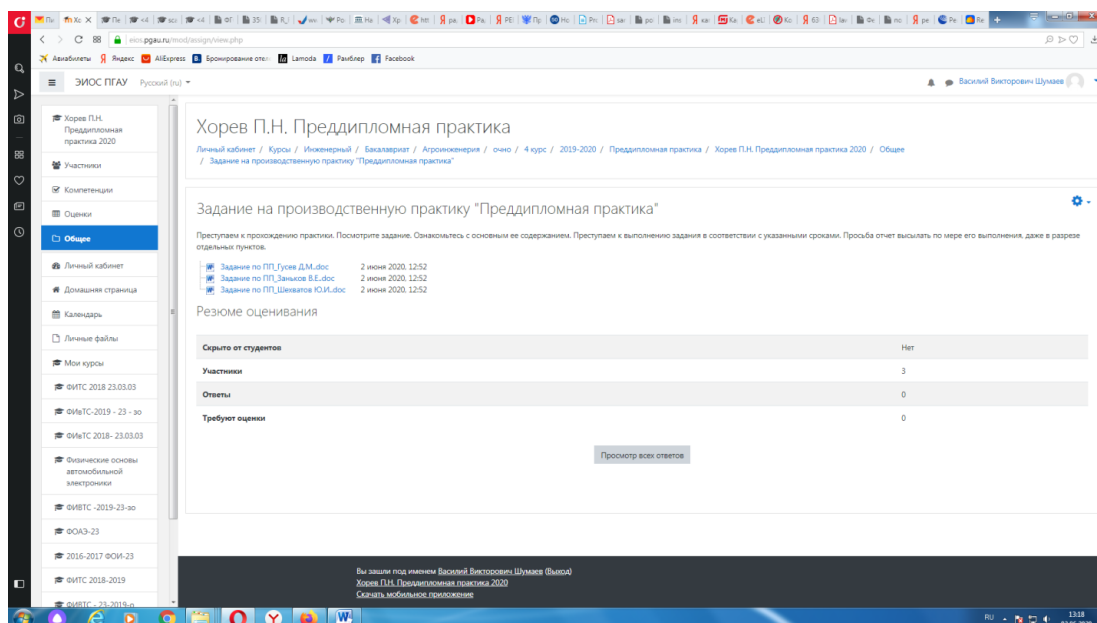 eios.pgau.ru/mod/assign/view.php
Авиабилеты Яндекс AliExpress Lamoda Рамблер Facebook
ЭИОС ПГАУ Русский (ru)
Василий Викторович Шумаев
Хорев П.Н.
Преддипломная
практика 2020
Участники
Компетенции
Оценки
Общее
Личный кабинет
Домашняя страница
Календарь
Личные файлы
Мои курсы
ФИТС 2018 23.03.03
ФИвТС-2019 - 23 - зо
ФИвТС 2018- 23.03.03
Физические основы
автомобильной
электроники
ФИВТС -2019-23-зо
ФОАЭ-23
2016-2017 ФОИ-23
ФИТС 2018-2019
ФИВТС - 23-2019-о
Хорев П.Н. Преддипломная практика
Личный кабинет / Курсы / Инженерный / Бакалавриат / Агроинженерия / очно / 4 курс / 2019-2020 / Преддипломная практика / Хорев П.Н. Преддипломная практика 2020 / Общее
/ Задание на производственную практику "Преддипломная практика"
Задание на производственную практику "Преддипломная практика"
Преступаем к прохождению практики. Посмотрите задание. Ознакомьтесь с основным ее содержанием. Преступаем к выполнению задания в соответствии с указанными сроками. Просьба отчет высылать по мере его выполнения, даже в разрезе
отдельных пунктов.
Задание по ПП_Гусев Д.М..doc 2 июня 2020, 12:52
Задание по ПП_Заньков В.Е..doc 2 июня 2020, 12:52
Задание по ПП_Шехватов Ю.И..doc 2 июня 2020, 12:52
Резюме оценивания
Скрыто от студентов Нет
Участники 3
Ответы 0
Требуют оценки 0
Просмотр всех ответов
Вы зашли под именем Василий Викторович Шумаев (Выход)
Хорев П.Н. Преддипломная практика 2020
Скачать мобильное приложение
RU 13:18